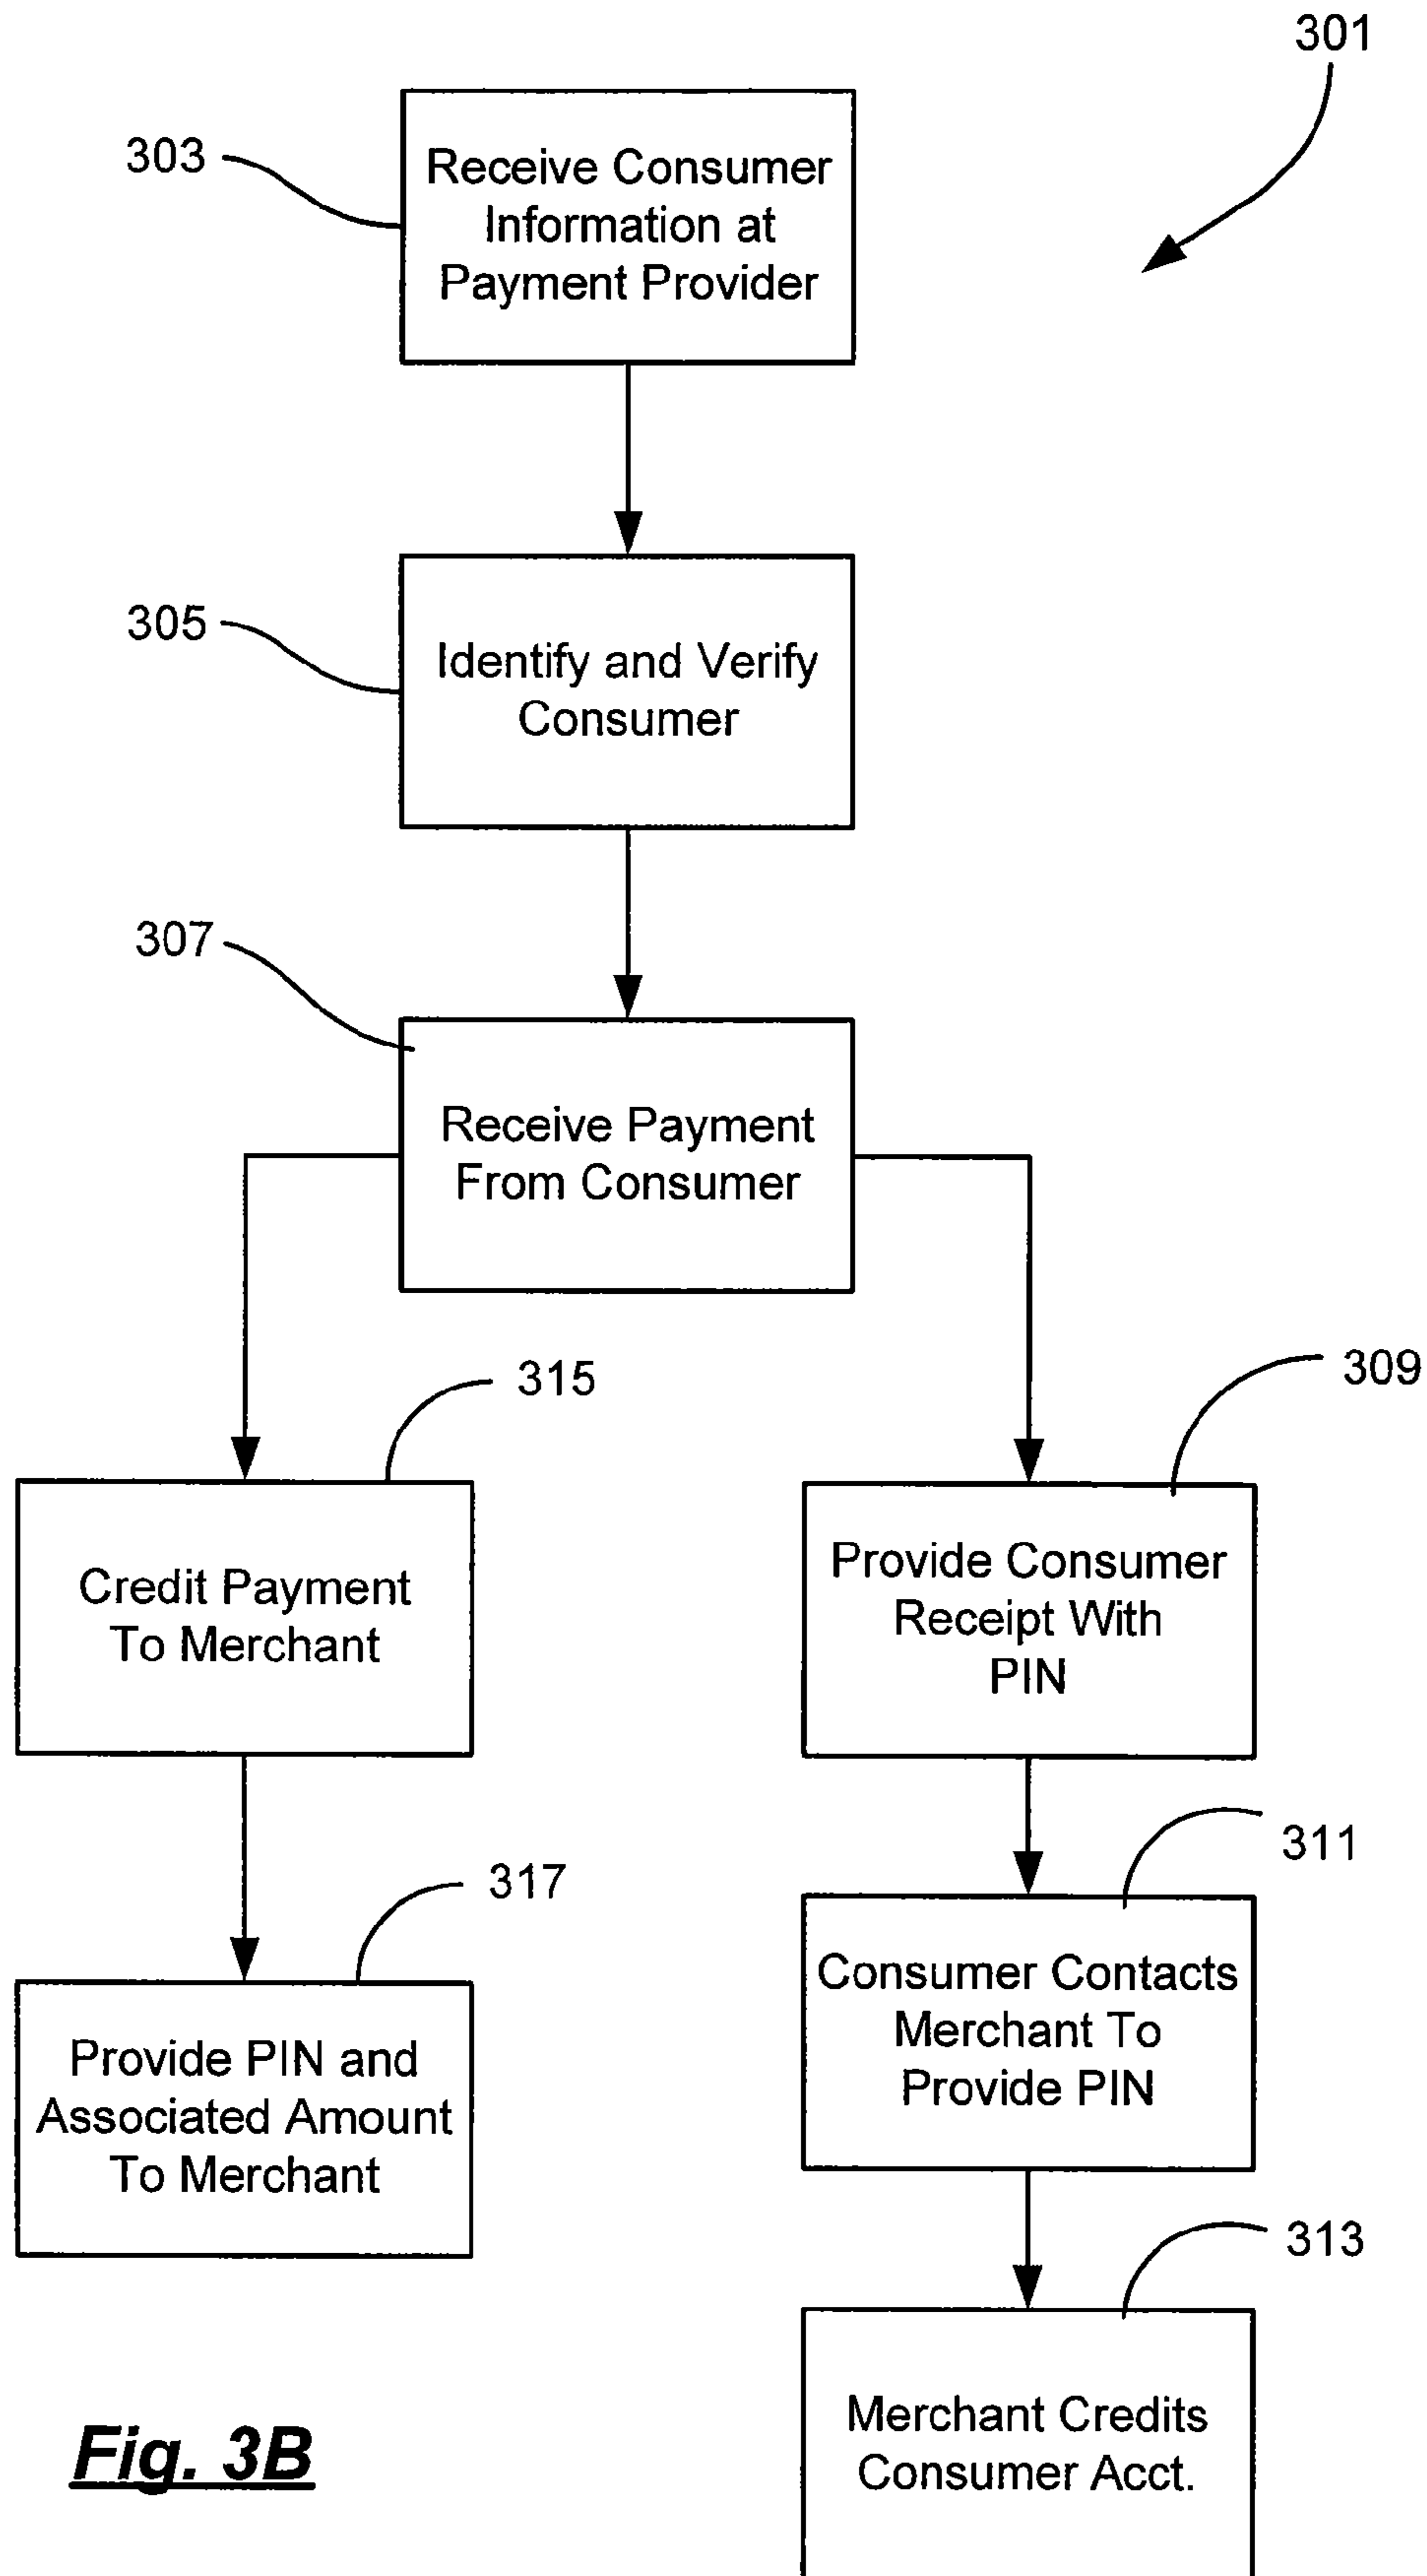 301
303
Receive Consumer
Information at
Payment Provider
305
Identify and Verify
Consumer
307
Receive Payment
From Consumer
315
309
Credit Payment
To Merchant
Provide Consumer
Receipt With
PIN
311
317
Consumer Contacts
Merchant To
Provide PIN
Provide PIN and
Associated Amount
To Merchant
313
Merchant Credits
Consumer Acct.
Fig. 3B